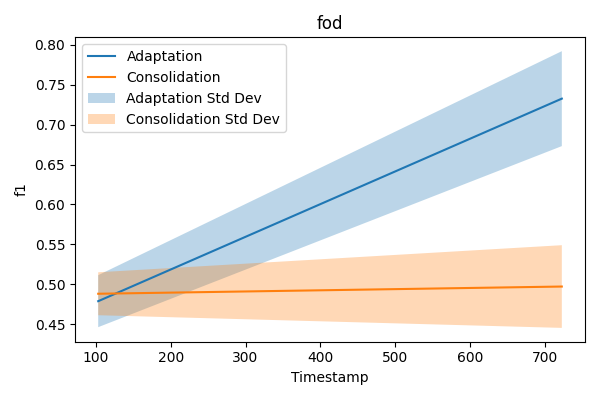 fod
Adaptation
Consolidation
Adaptation Std Dev
Consolidation Std Dev
0.80
0.75
0.70
0.65
0.60
0.55
0.50
0.45
f1
100 200 300 400 500 600 700
Timestamp